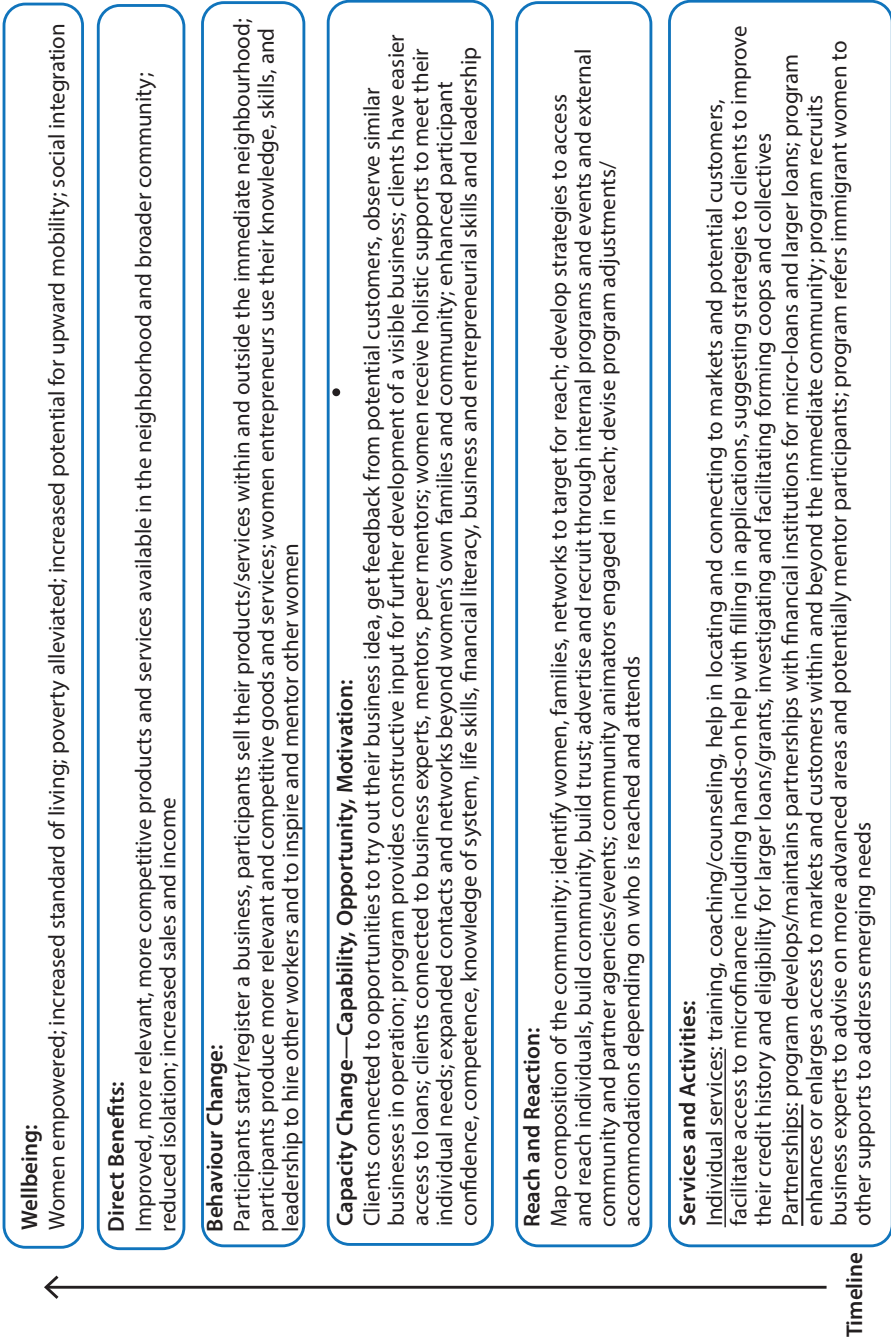 Wellbeing:
Women empowered; increased standard of living; poverty alleviated; increased potential for upward mobility; social integration
Direct Benefits:
Improved, more relevant, more competitive products and services available in the neighborhood and broader community;
reduced isolation; increased sales and income
Behaviour Change:
Participants start/register a business, participants sell their products/services within and outside the immediate neighbourhood;
participants produce more relevant and competitive goods and services; women entrepreneurs use their knowledge, skills, and
leadership to hire other workers and to inspire and mentor other women
•
Capacity Change—Capability, Opportunity, Motivation:
Clients connected to opportunities to try out their business idea, get feedback from potential customers, observe similar
businesses in operation; program provides constructive input for further development of a visible business; clients have easier
access to loans; clients connected to business experts, mentors, peer mentors; women receive holistic supports to meet their
individual needs; expanded contacts and networks beyond women's own families and community; enhanced participant
confidence, competence, knowledge of system, life skills, financial literacy, business and entrepreneurial skills and leadership
Reach and Reaction:
Map composition of the community; identify women, families, networks to target for reach; develop strategies to access
and reach individuals, build community, build trust; advertise and recruit through internal programs and events and external
community and partner agencies/events; community animators engaged in reach; devise program adjustments/
accommodations depending on who is reached and attends
Services and Activities:
Individual services: training, coaching/counseling, help in locating and connecting to markets and potential customers,
facilitate access to microfinance including hands-on help with filling in applications, suggesting strategies to clients to improve
their credit history and eligibility for larger loans/grants, investigating and facilitating forming coops and collectives
Partnerships: program develops/maintains partnerships with financial institutions for micro-loans and larger loans; program
enhances or enlarges access to markets and customers within and beyond the immediate community; program recruits
business experts to advise on more advanced areas and potentially mentor participants; program refers immigrant women to
other supports to address emerging needs
Timeline